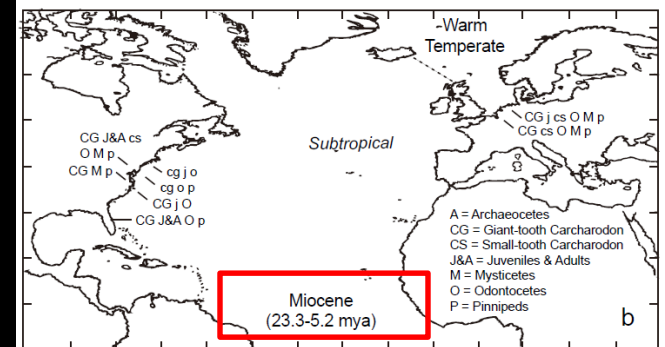 -Warm
Temperate
Subtropical
CG J&A cs
O M p
CG M p
cg j o
cg o p
CG j O
CG J&A O p
CG j cs O M p
CG cs O M p
A = Archaeocetes
CG = Giant-tooth Carcharodon
CS = Small-tooth Carcharodon
J&A = Juveniles & Adults
M = Mysticetes
O = Odontocetes
P = Pinnipeds
Miocene
(23.3-5.2 mya)
b